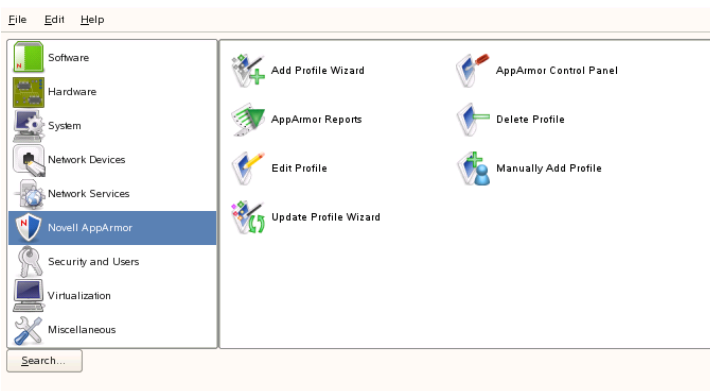 File Edit Help
Software
Hardware
System
Network Devices
Network Services
Novell AppArmor
Security and Users
Virtualization
Miscellaneous
Add Profile Wizard
AppArmor Control Panel
AppArmor Reports
Delete Profile
Edit Profile
Manually Add Profile
Update Profile Wizard
Search...